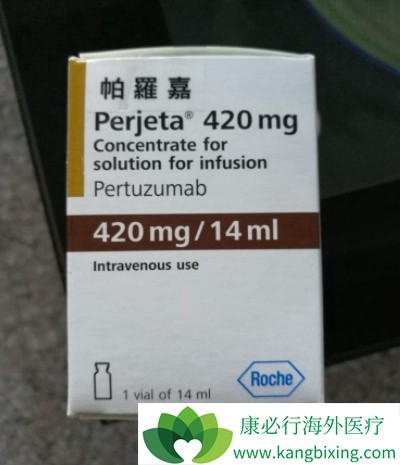 帕羅嘉
Perjeta® 420 mg
Concentrate for
solution for infusion
Pertuzumab
420 mg/14 ml
Intravenous use
1 vial of 14 ml
Roche
康必行海外医疗
www.kangbixing.com